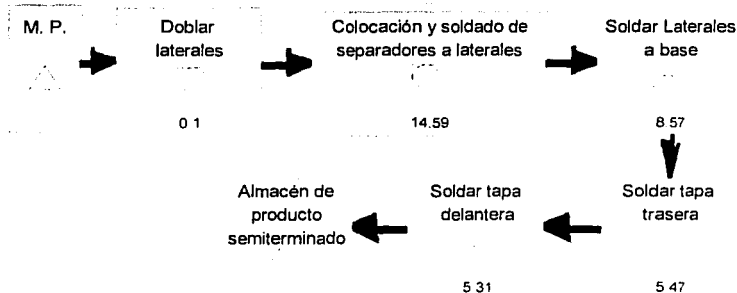 M. P.
Doblar
laterales
0 1
Colocación y soldado de
separadores a laterales
14.59
Soldar Laterales
a base
8.57
Soldar tapa
trasera
5 47
Soldar tapa
delantera
5 31
Almacén de
producto
semiterminado